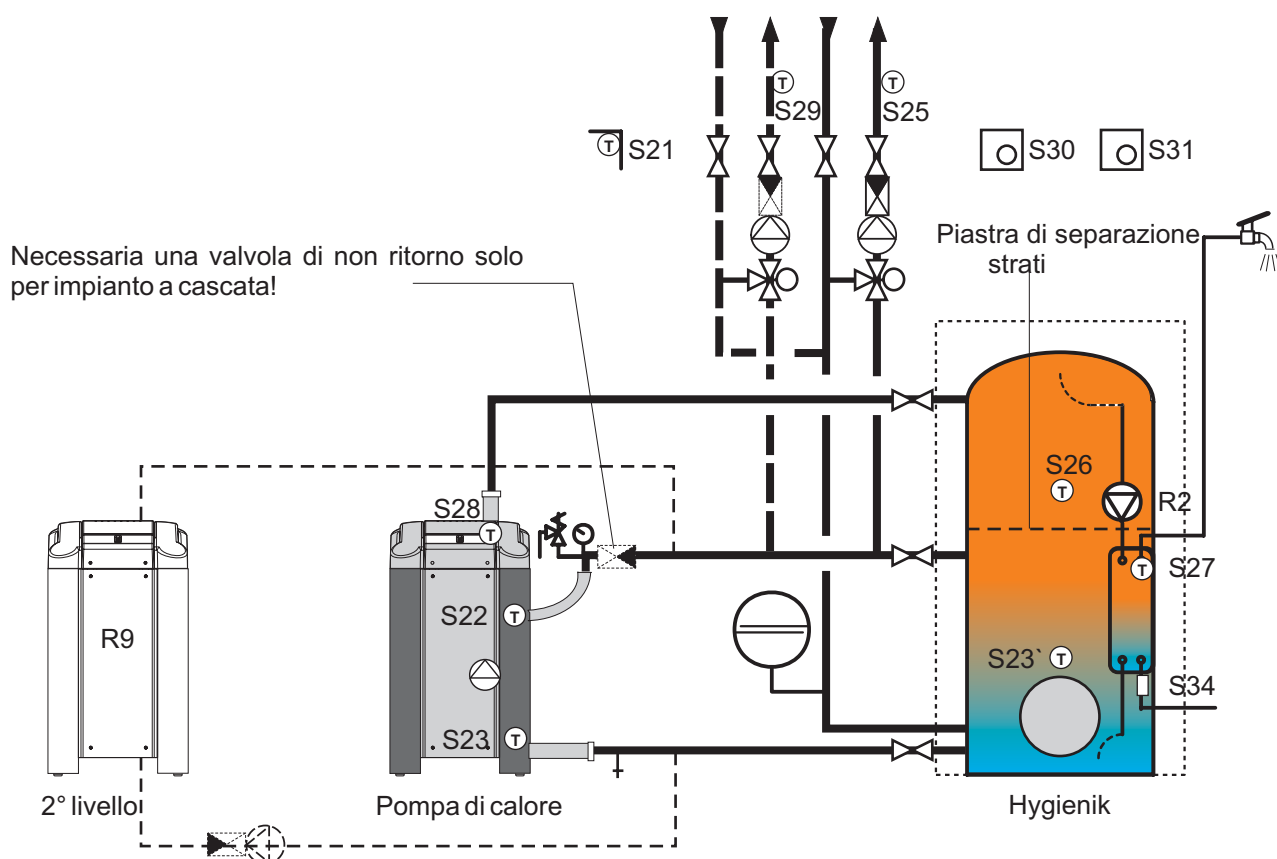 T
T
S29
S25
T
S21
S30
S31
Necessaria una valvola di non ritorno solo
per impianto a cascata!
Piastra di separazione
strati
S26
T
R2
S28
T
T
S27
S22
T
R9
S23`
T
S34
S23
T
2° livello
Pompa di calore
Hygienik